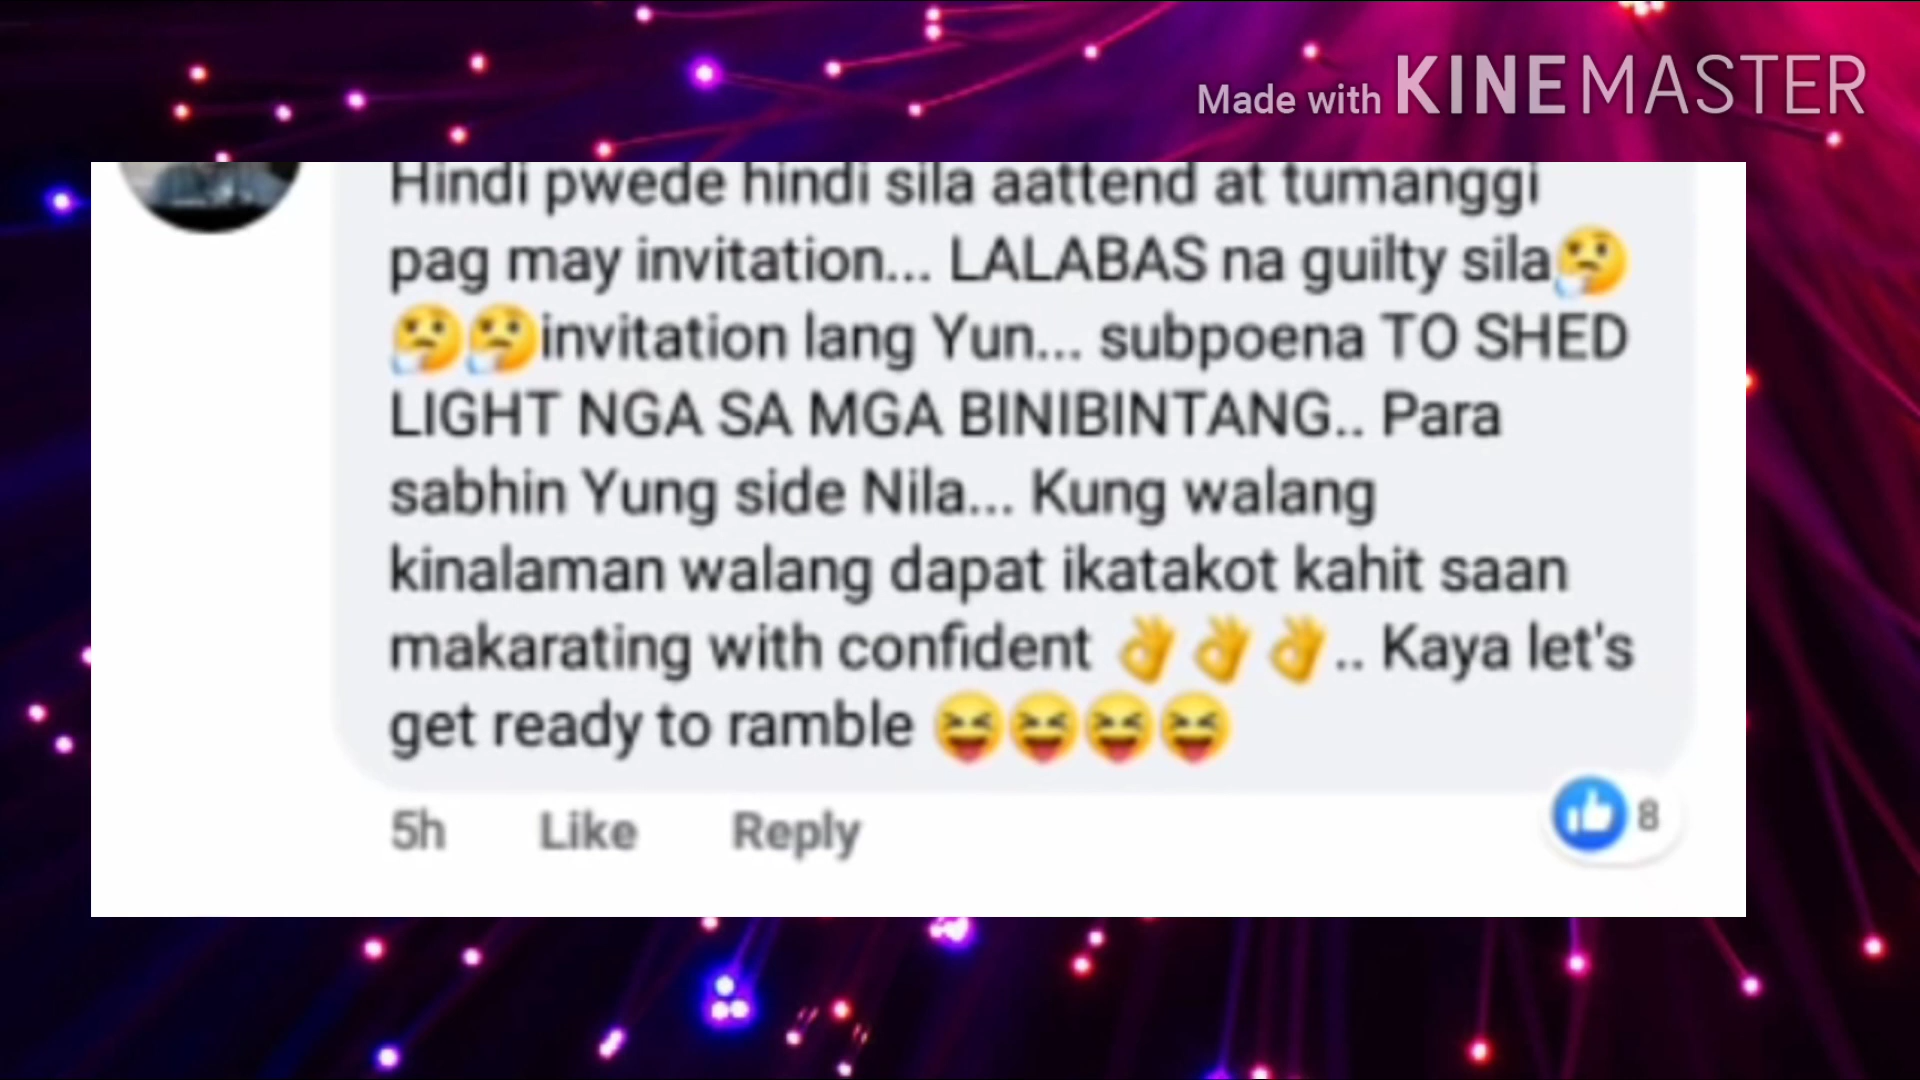 Made with KINEMASTER
Hindi pwede hindi sila aattend at tumanggi
pag may invitation... LALABAS na guilty sila🤔
🤔🤔invitation lang Yun... subpoena TO SHED
LIGHT NGA SA MGA BINIBINTANG.. Para
sabhin Yung side Nila... Kung walang
kinalaman walang dapat ikatakot kahit saan
makarating with confident 👌👌👌.. Kaya let's
get ready to ramble 😝😝😝😝
5h Like Reply 8